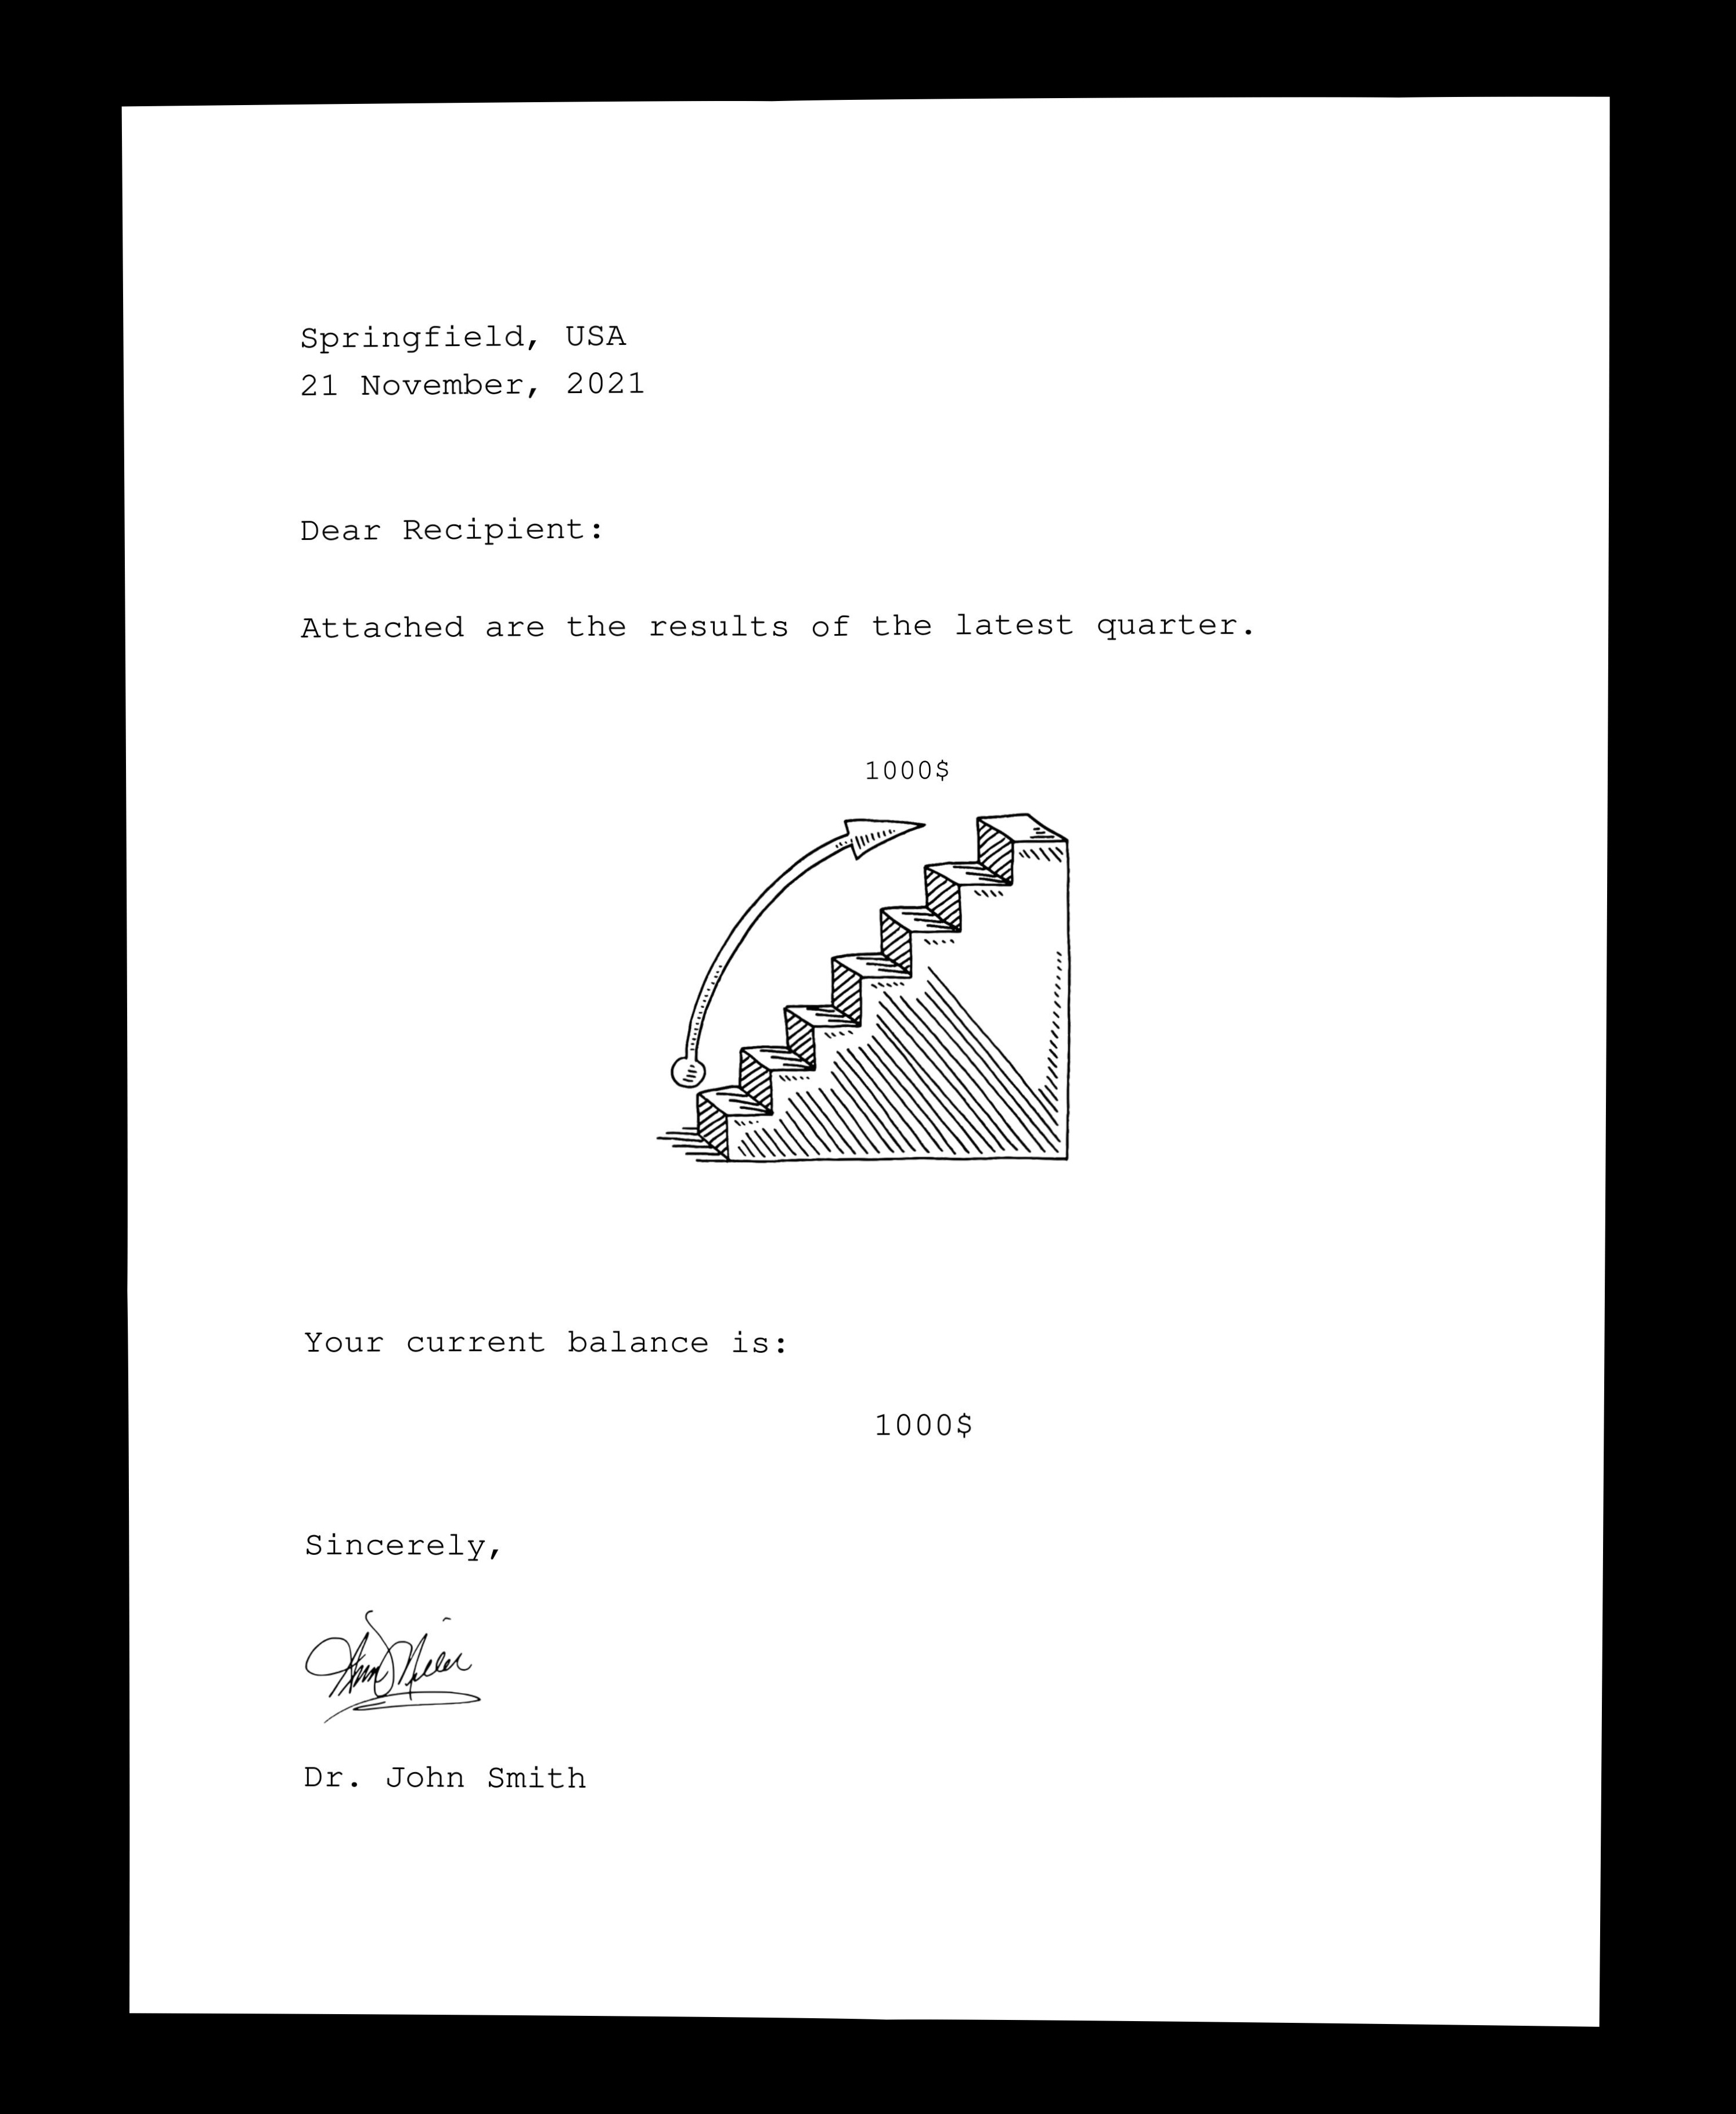 Springfield, USA
21 November, 2021
Dear Recipient:
Attached are the results of the latest quarter.
1000$
Your current balance is:
1000$
Sincerely,
Dr. John Smith